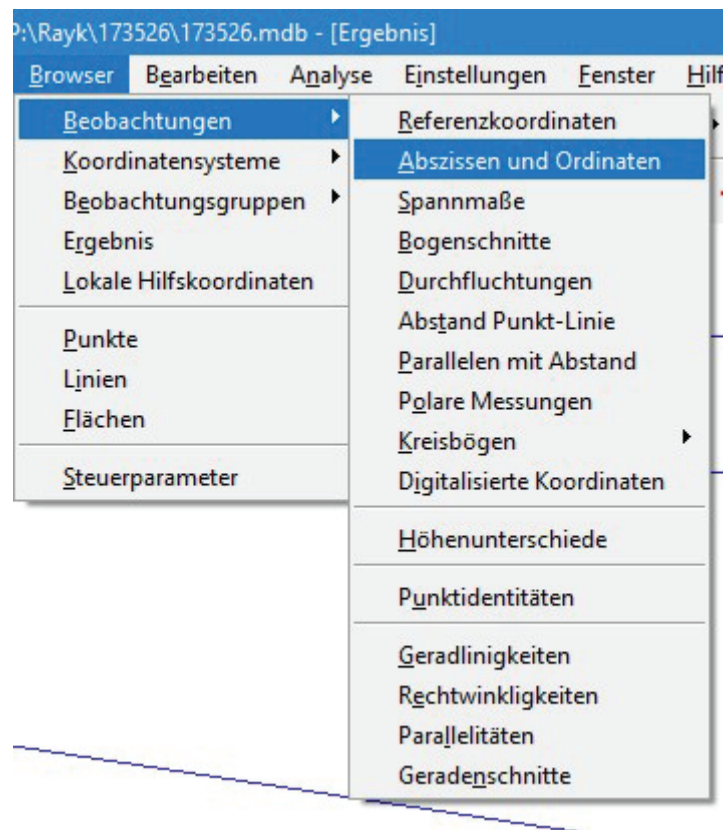 P:\Rayk\173526\173526.mdb - [Ergebnis]
Browser Bearbeiten Analyse Einstellungen Fenster Hilf
Beobachtungen
Koordinatensysteme
Beobachtungsgruppen
Ergebnis
Lokale Hilfskoordinaten
Punkte
Linien
Flächen
Steuerparameter
Referenzkoordinaten
Abszissen und Ordinaten
Spannmaße
Bogenschnitte
Durchfluchtungen
Abstand Punkt-Linie
Parallelen mit Abstand
Polare Messungen
Kreisbögen
Digitalisierte Koordinaten
Höhenunterschiede
Punktidentitäten
Geradlinigkeiten
Rechtwinkligkeiten
Parallelitäten
Geradenschnitte